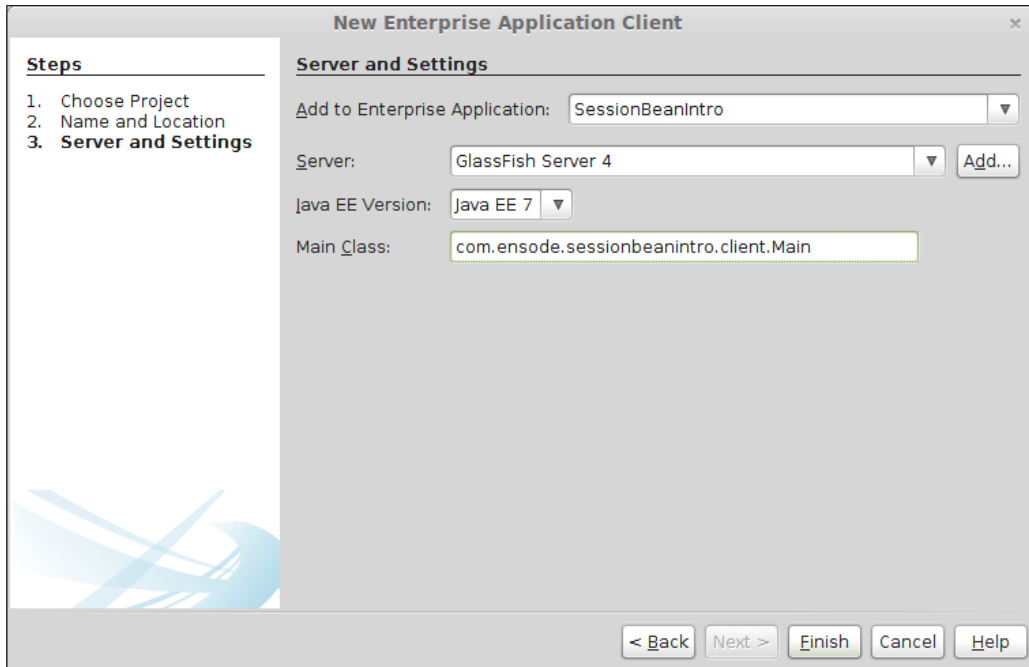 New Enterprise Application Client ×
Steps
1. Choose Project
2. Name and Location
3. Server and Settings
Server and Settings
Add to Enterprise Application: SessionBeanIntro
Server: GlassFish Server 4 Add...
Java EE Version: Java EE 7
Main Class: com.ensode.sessionbeanintro.client.Main
< Back Next > Finish Cancel Help